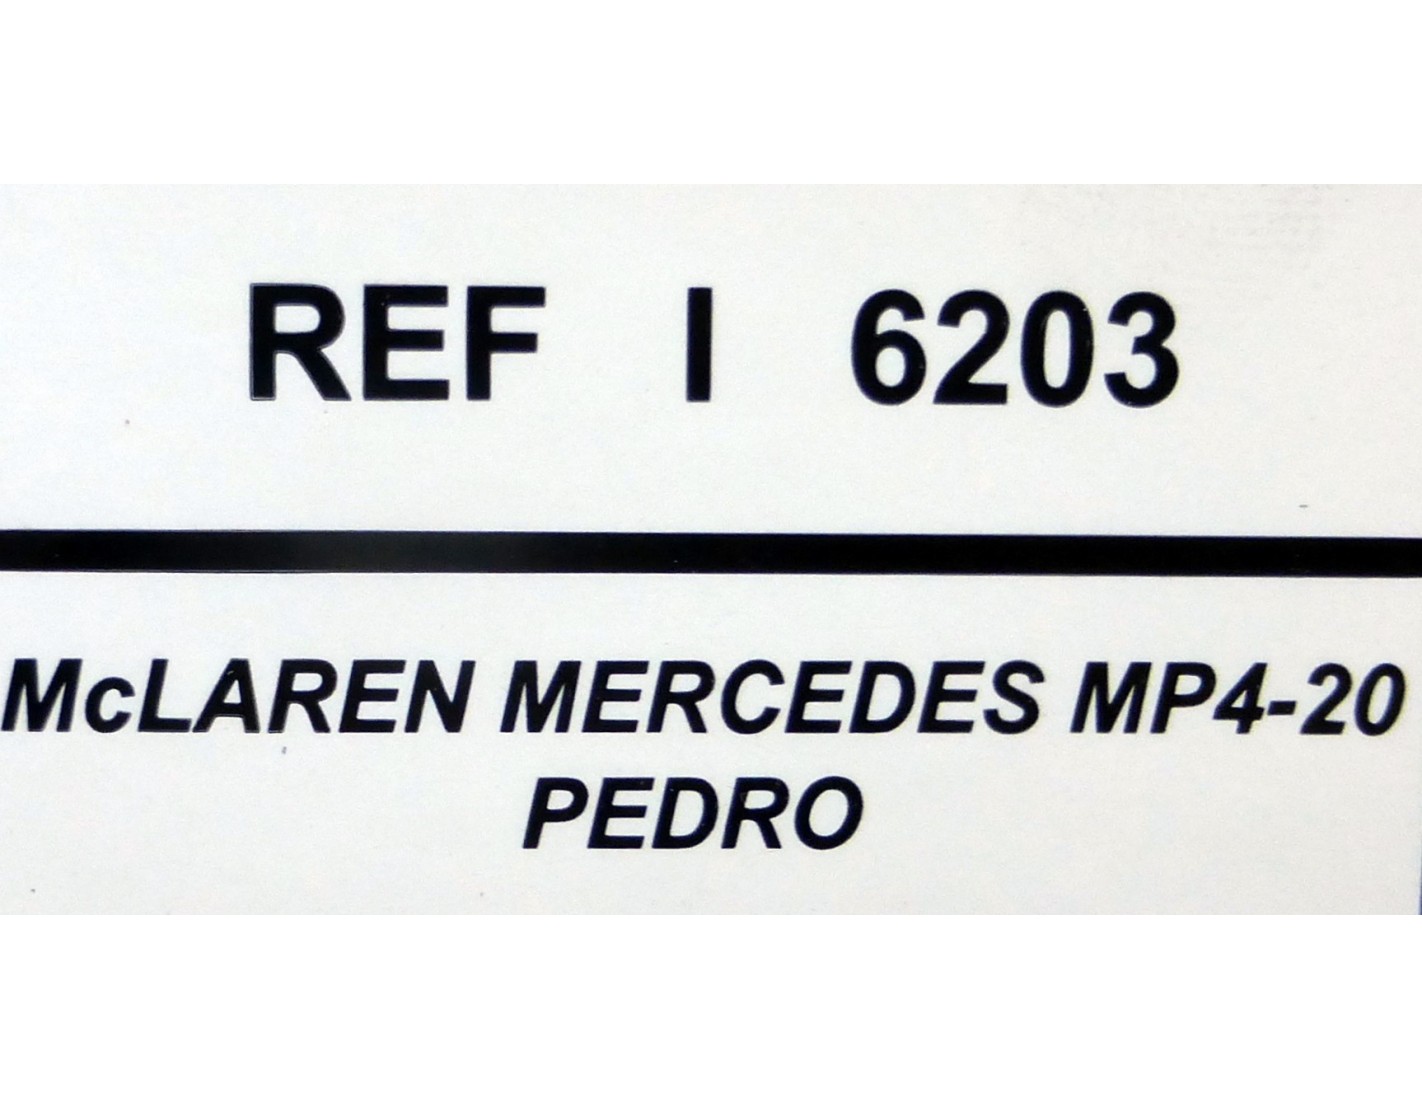 REF I 6203
McLAREN MERCEDES MP4-20
PEDRO